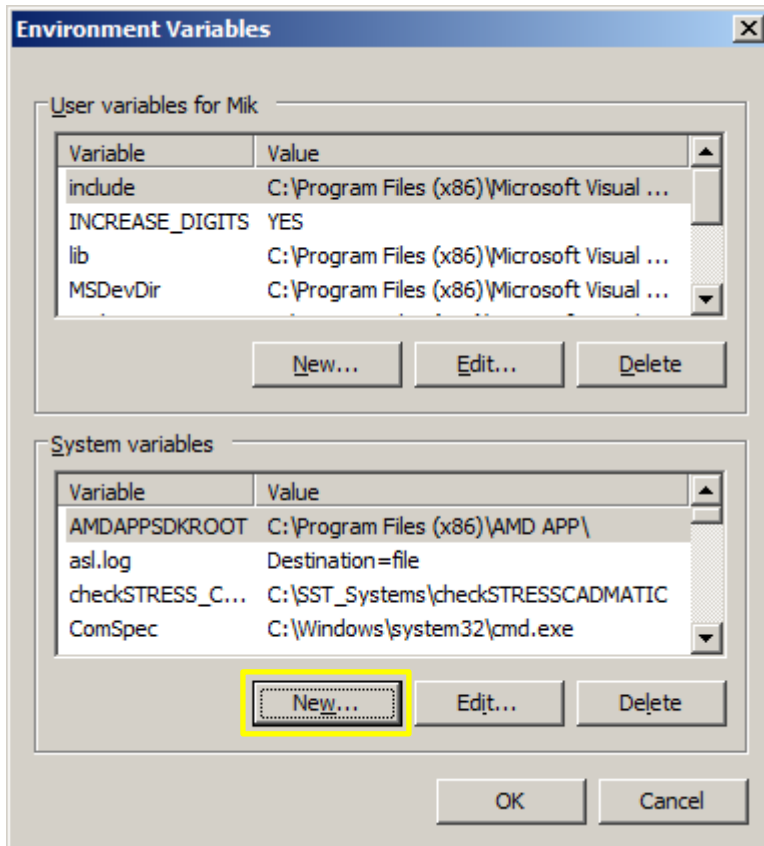 Environment Variables
User variables for Mik
Variable Value
include C:\Program Files (x86)\Microsoft Visual ...
INCREASE_DIGITS YES
lib C:\Program Files (x86)\Microsoft Visual ...
MSDevDir C:\Program Files (x86)\Microsoft Visual ...
New... Edit... Delete
System variables
Variable Value
AMDAPPSDKROOT C:\Program Files (x86)\AMD APP\
asl.log Destination=file
checkSTRESS_C... C:\SST_Systems\checkSTRESSCADMATIC
ComSpec C:\Windows\system32\cmd.exe
New... Edit... Delete
OK Cancel